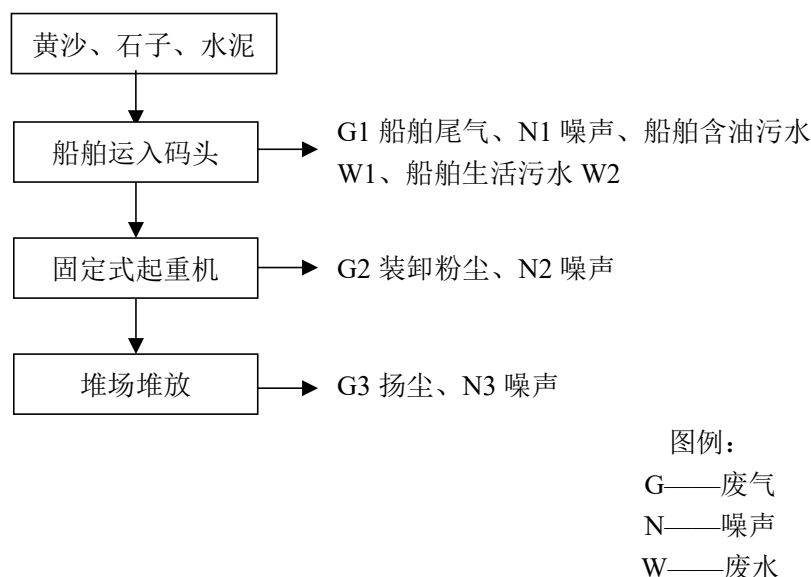 黄沙、石子、水泥
船舶运入码头
G1 船舶尾气、N1 噪声、船舶含油污水
W1、船舶生活污水 W2
固定式起重机
G2 装卸粉尘、N2 噪声
堆场堆放
G3 扬尘、N3 噪声
图例：
G——废气
N——噪声
W——废水